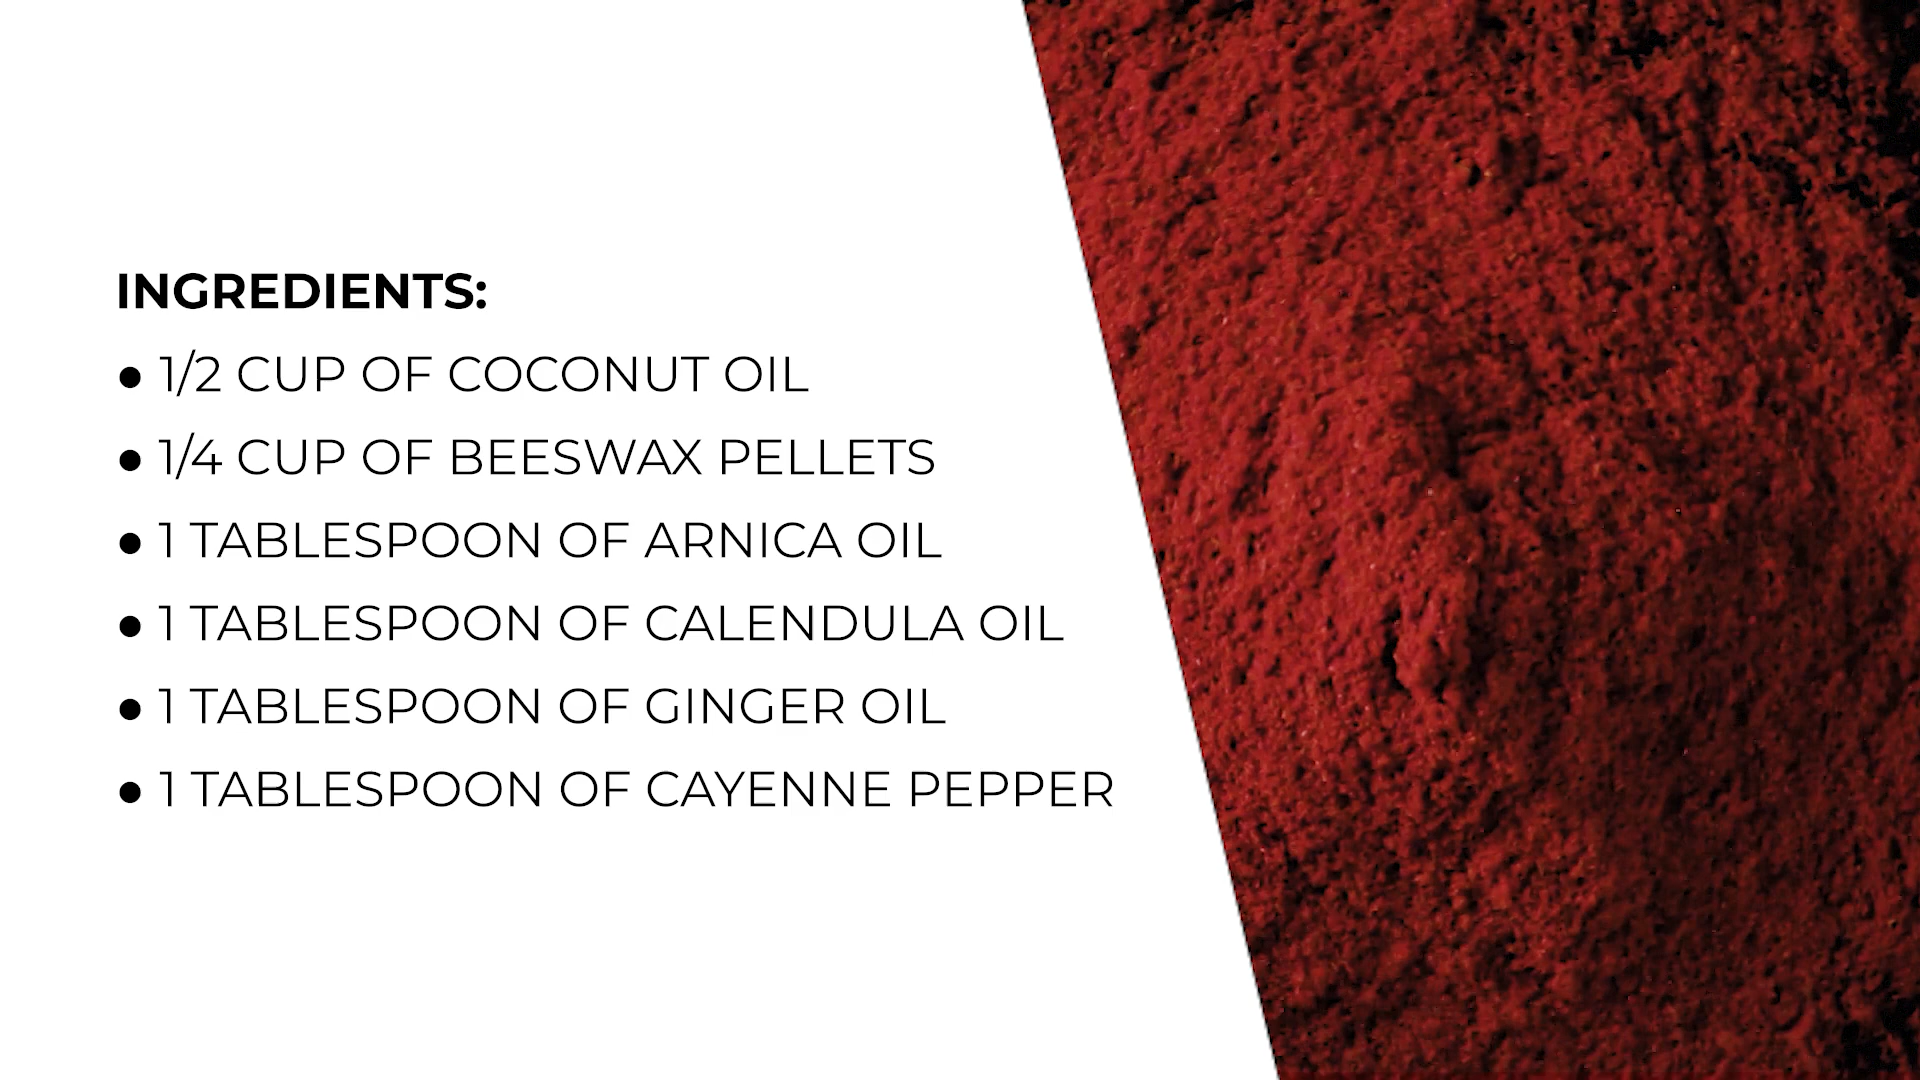 INGREDIENTS:
● 1/2 CUP OF COCONUT OIL
● 1/4 CUP OF BEESWAX PELLETS
● 1 TABLESPOON OF ARNICA OIL
● 1 TABLESPOON OF CALENDULA OIL
● 1 TABLESPOON OF GINGER OIL
● 1 TABLESPOON OF CAYENNE PEPPER